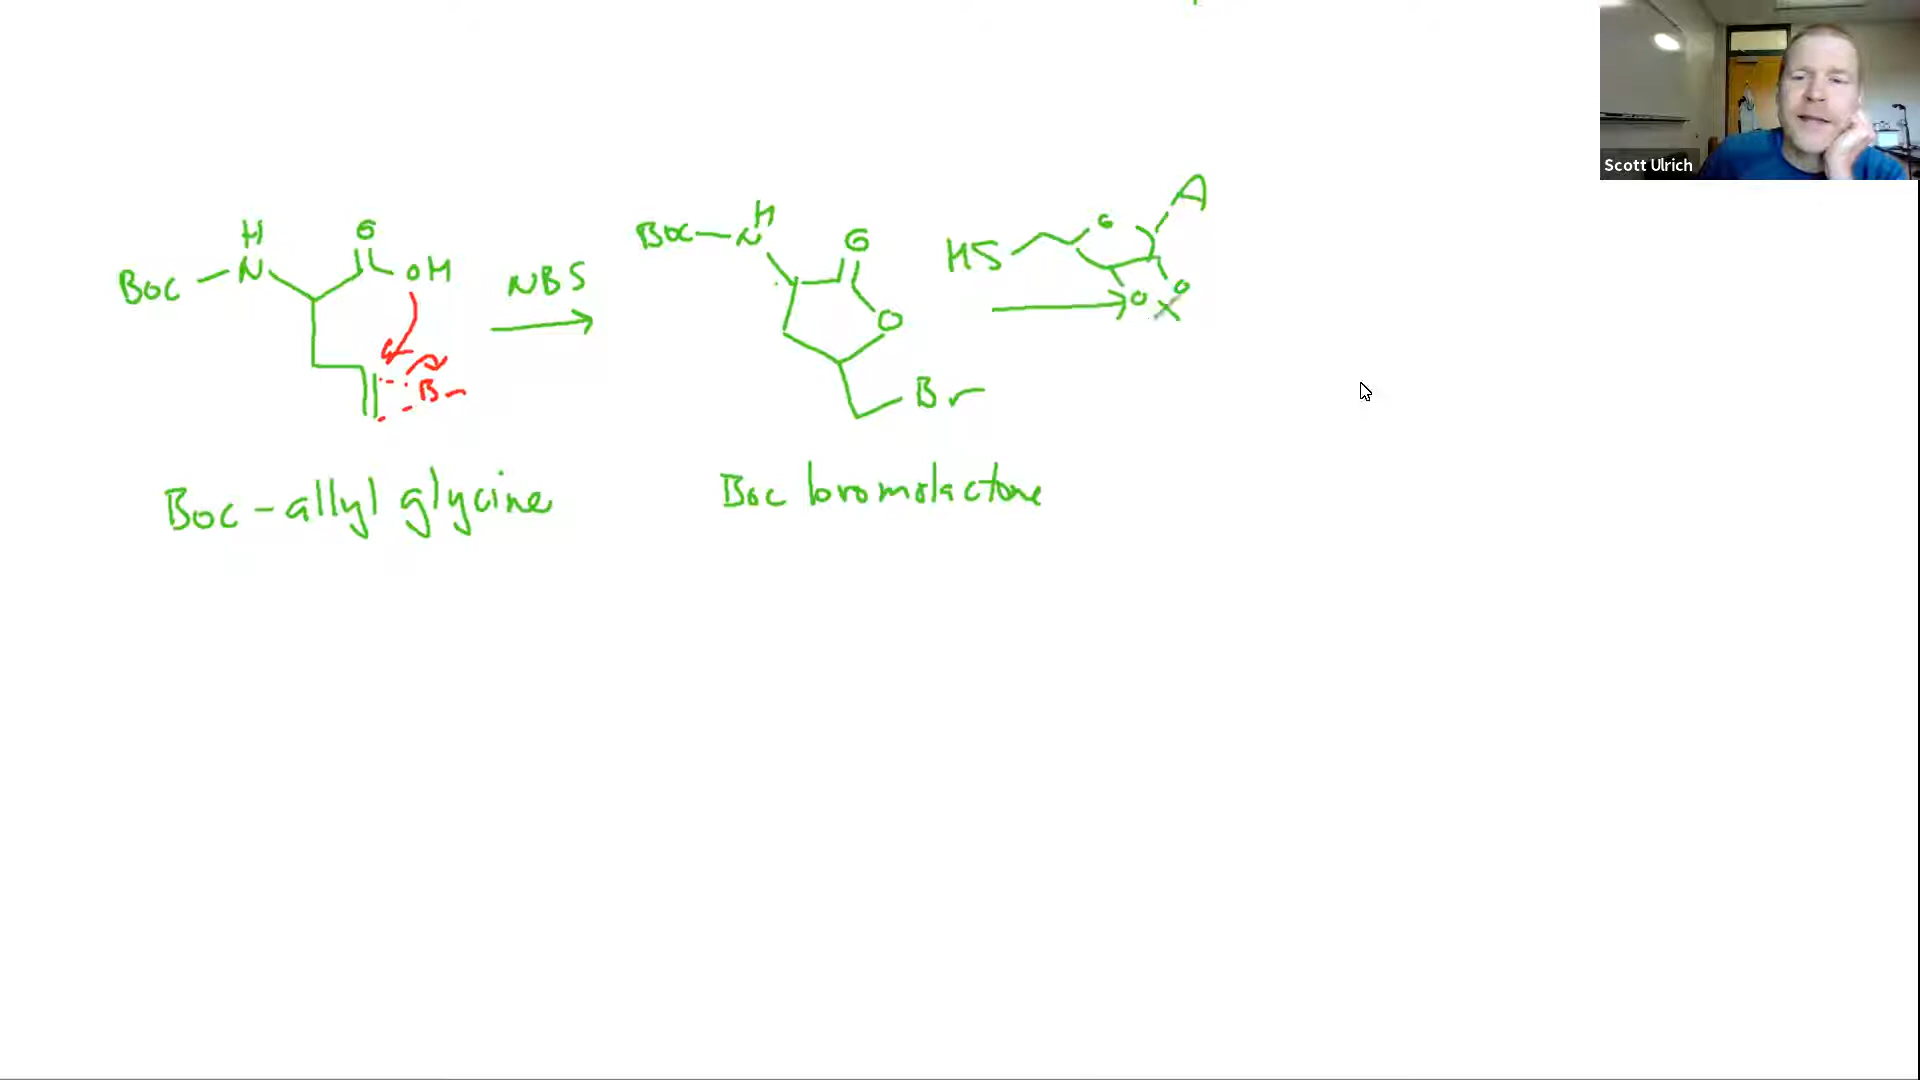 Scott Ulrich
H
Boc - N
O
OH
Br
NBS
Boc - N
H
O
O
Br
HS
O
A
O
O
Boc - allyl glycine
Boc bromolactone